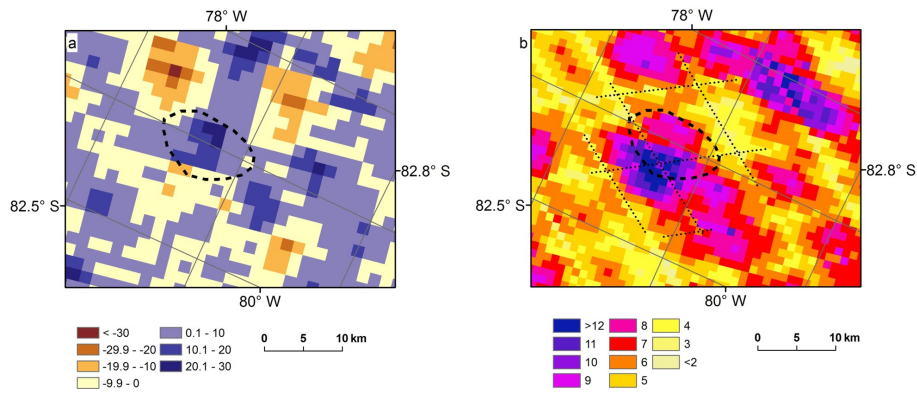 78° W
78° W
a
b
82.8° S
82.8° S
82.5° S
82.5° S
80° W
80° W
< -30
0.1 - 10
-29.9 - -20
10.1 - 20
-19.9 - -10
20.1 - 30
-9.9 - 0
0 5 10 km
>12
8
4
11
7
3
10
6
<2
9
5
0 5 10 km